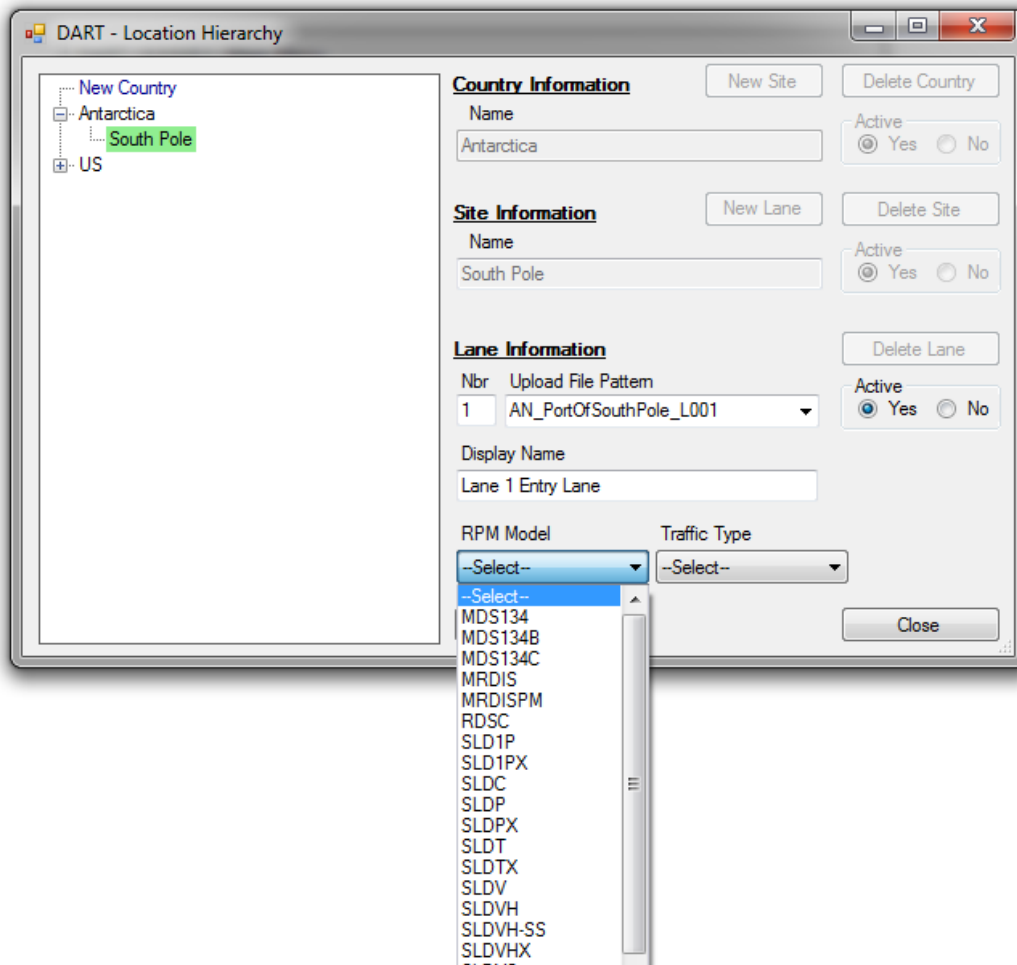 DART - Location Hierarchy
New Country
Antarctica
South Pole
US
Country Information
New Site
Delete Country
Name
Antarctica
Active
Yes No
Site Information
New Lane
Delete Site
Name
South Pole
Active
Yes No
Lane Information
Delete Lane
Nbr Upload File Pattern
1 AN_PortOfSouthPole_L001
Active
Yes No
Display Name
Lane 1 Entry Lane
RPM Model Traffic Type
--Select-- --Select--
--Select--
MDS134
MDS134B
MDS134C
MRDIS
MRDISPM
RDSC
SLD1P
SLD1PX
SLDC
SLDP
SLDPX
SLDT
SLDTX
SLDV
SLDVH
SLDVH-SS
SLDVHX
Close